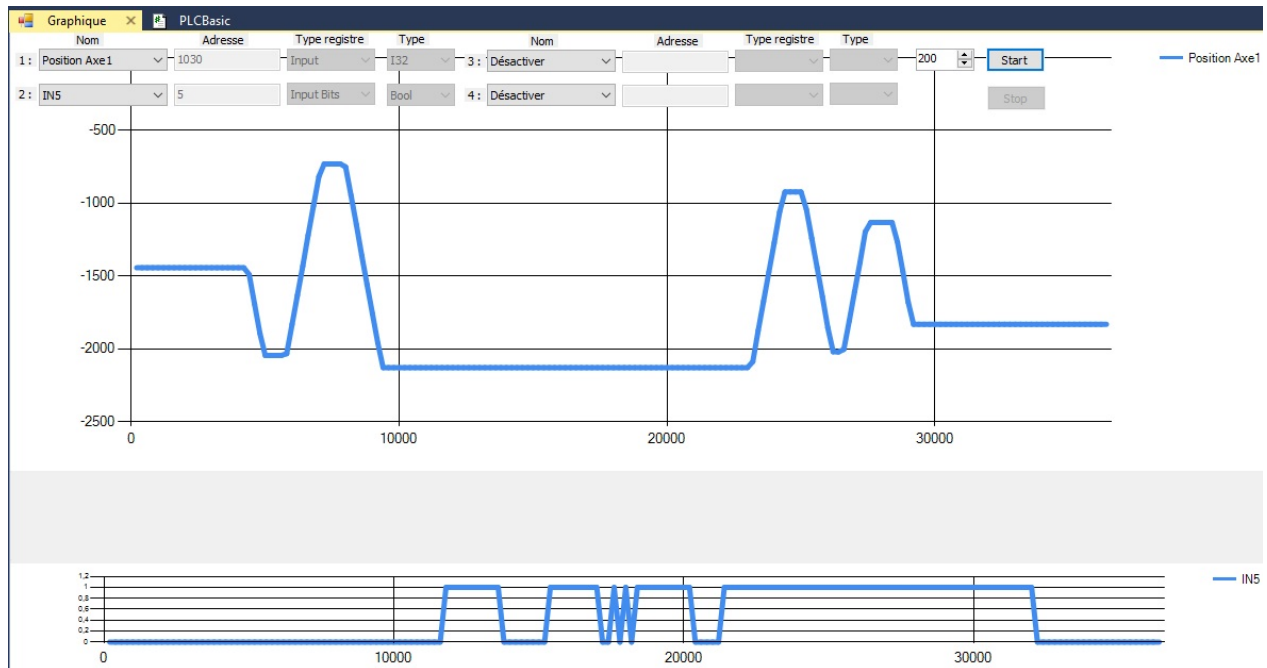 Graphique PLCBasic
Nom Adresse Type registre Type Nom Adresse Type registre Type
1: Position Axe1 1030 Input I32 3: Désactiver 200 Start
2: IN5 5 Input Bits Bool 4: Désactiver Stop
Position Axe1
-500
-1000
-1500
-2000
-2500
0 10000 20000 30000
IN5
1,2
1
0,8
0,6
0,4
0,2
0
0 10000 20000 30000